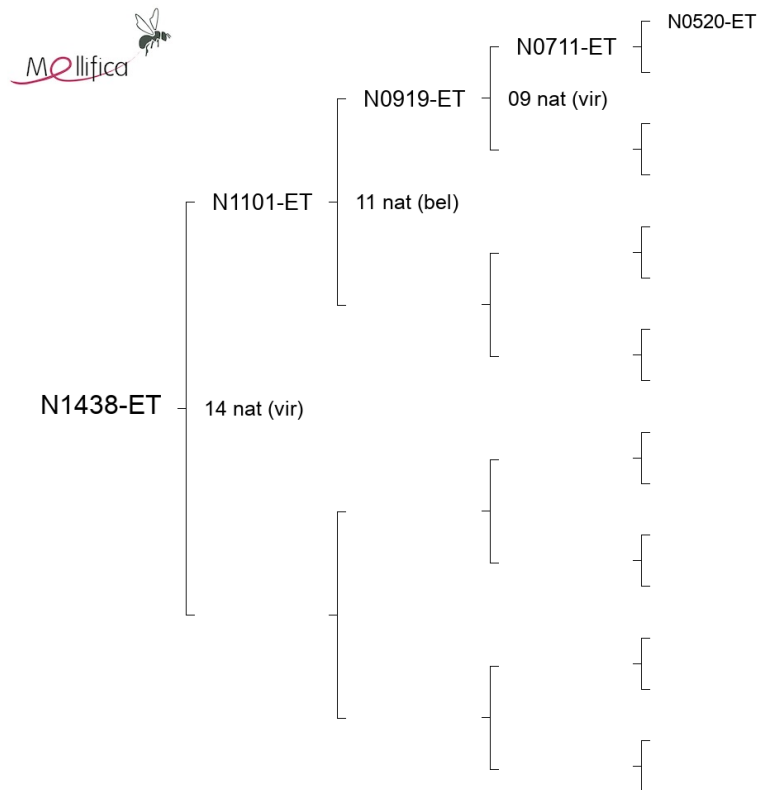 Mellifica
N0520-ET
N0711-ET
N0919-ET
09 nat (vir)
N1101-ET
11 nat (bel)
N1438-ET
14 nat (vir)